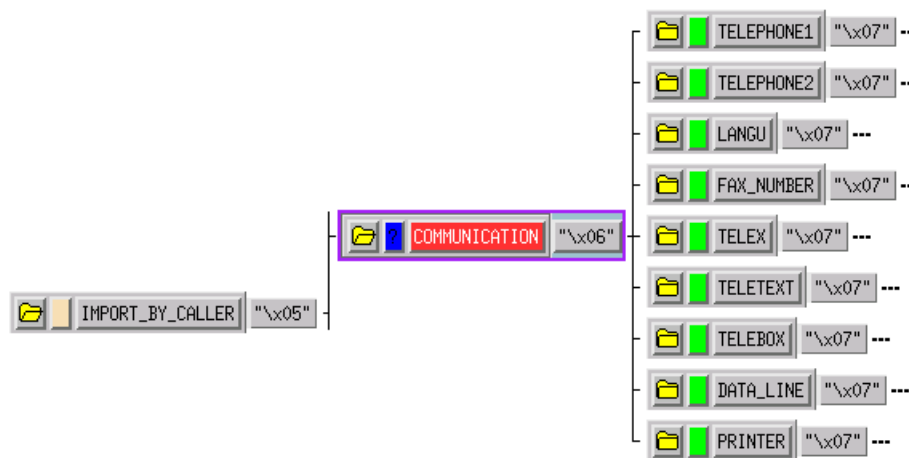 TELEPHONE1 "\x07" --
TELEPHONE2 "\x07" --
LANGU "\x07" ---
FAX_NUMBER "\x07" --
TELEX "\x07" ---
? COMMUNICATION "\x06"
TELETEXT "\x07" ---
IMPORT_BY_CALLER "\x05"
TELEBOX "\x07" ---
DATA_LINE "\x07" ---
PRINTER "\x07" ---